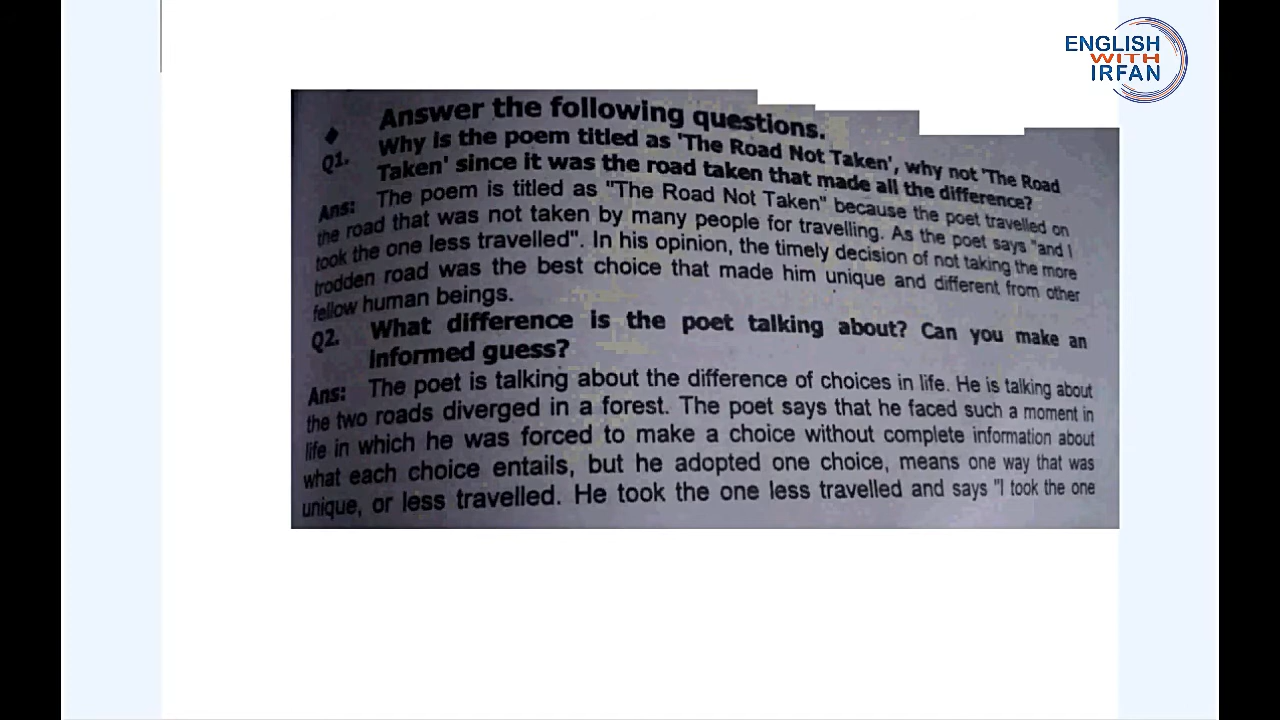 ENGLISH
WITH
IRFAN
Answer the following questions.
Q1. Why is the poem titled as 'The Road Not Taken', why not 'The Road
Taken' since it was the road taken that made all the difference?
Ans: The poem is titled as "The Road Not Taken" because the poet travelled on
the road that was not taken by many people for travelling. As the poet says "and I
took the one less travelled". In his opinion, the timely decision of not taking the more
trodden road was the best choice that made him unique and different from other
fellow human beings.
Q2. What difference is the poet talking about? Can you make an
informed guess?
Ans: The poet is talking about the difference of choices in life. He is talking about
the two roads diverged in a forest. The poet says that he faced such a moment in
life in which he was forced to make a choice without complete information about
what each choice entails, but he adopted one choice, means one way that was
unique, or less travelled. He took the one less travelled and says "I took the one